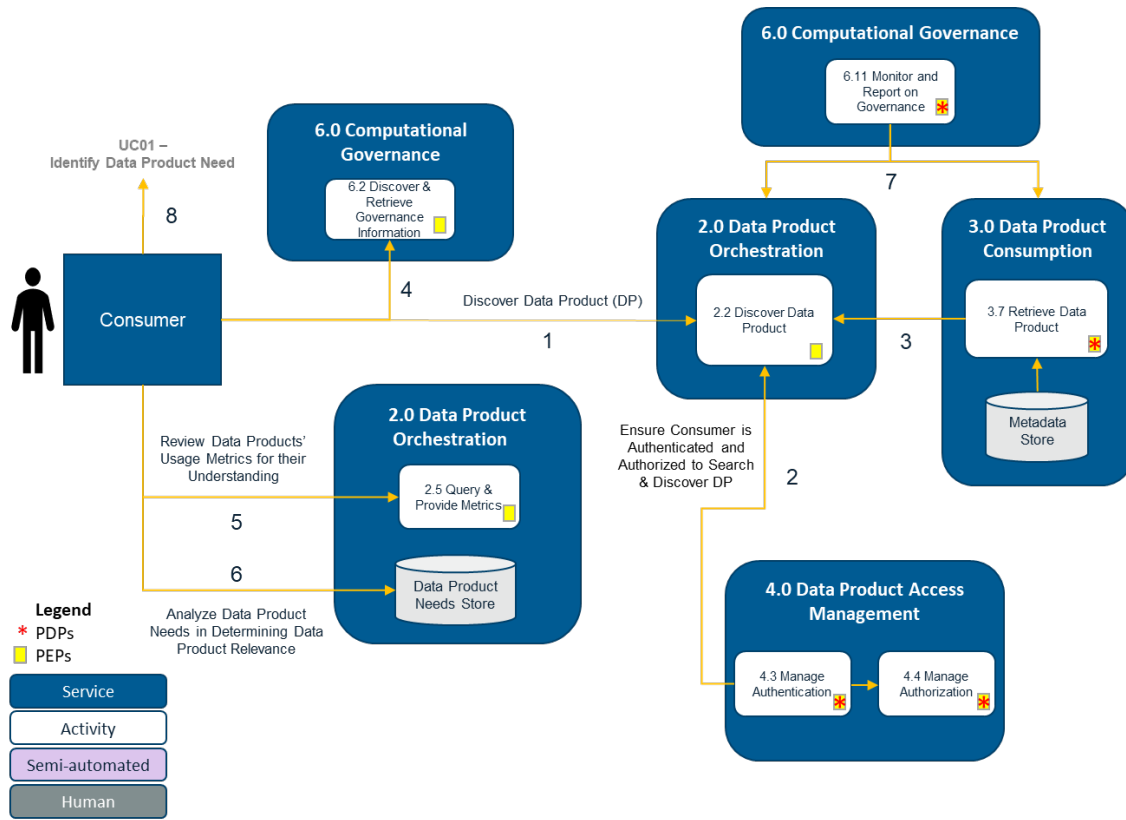 6.0 Computational Governance
6.11 Monitor and
Report on
Governance
*
7
6.0 Computational
Governance
6.2 Discover &
Retrieve
Governance
Information
UC01 –
Identify Data Product Need
8
4
Consumer
Discover Data Product (DP)
1
2.0 Data Product
Orchestration
2.2 Discover Data
Product
3
3.0 Data Product
Consumption
3.7 Retrieve Data
Product
*
Metadata
Store
Ensure Consumer is
Authenticated and
Authorized to Search
& Discover DP
2
2.0 Data Product
Orchestration
2.5 Query &
Provide Metrics
Data Product
Needs Store
Review Data Products'
Usage Metrics for their
Understanding
5
6
Analyze Data Product
Needs in Determining Data
Product Relevance
4.0 Data Product Access
Management
4.3 Manage
Authentication
*
4.4 Manage
Authorization
*
Legend
* PDPs
PEPs
Service
Activity
Semi-automated
Human